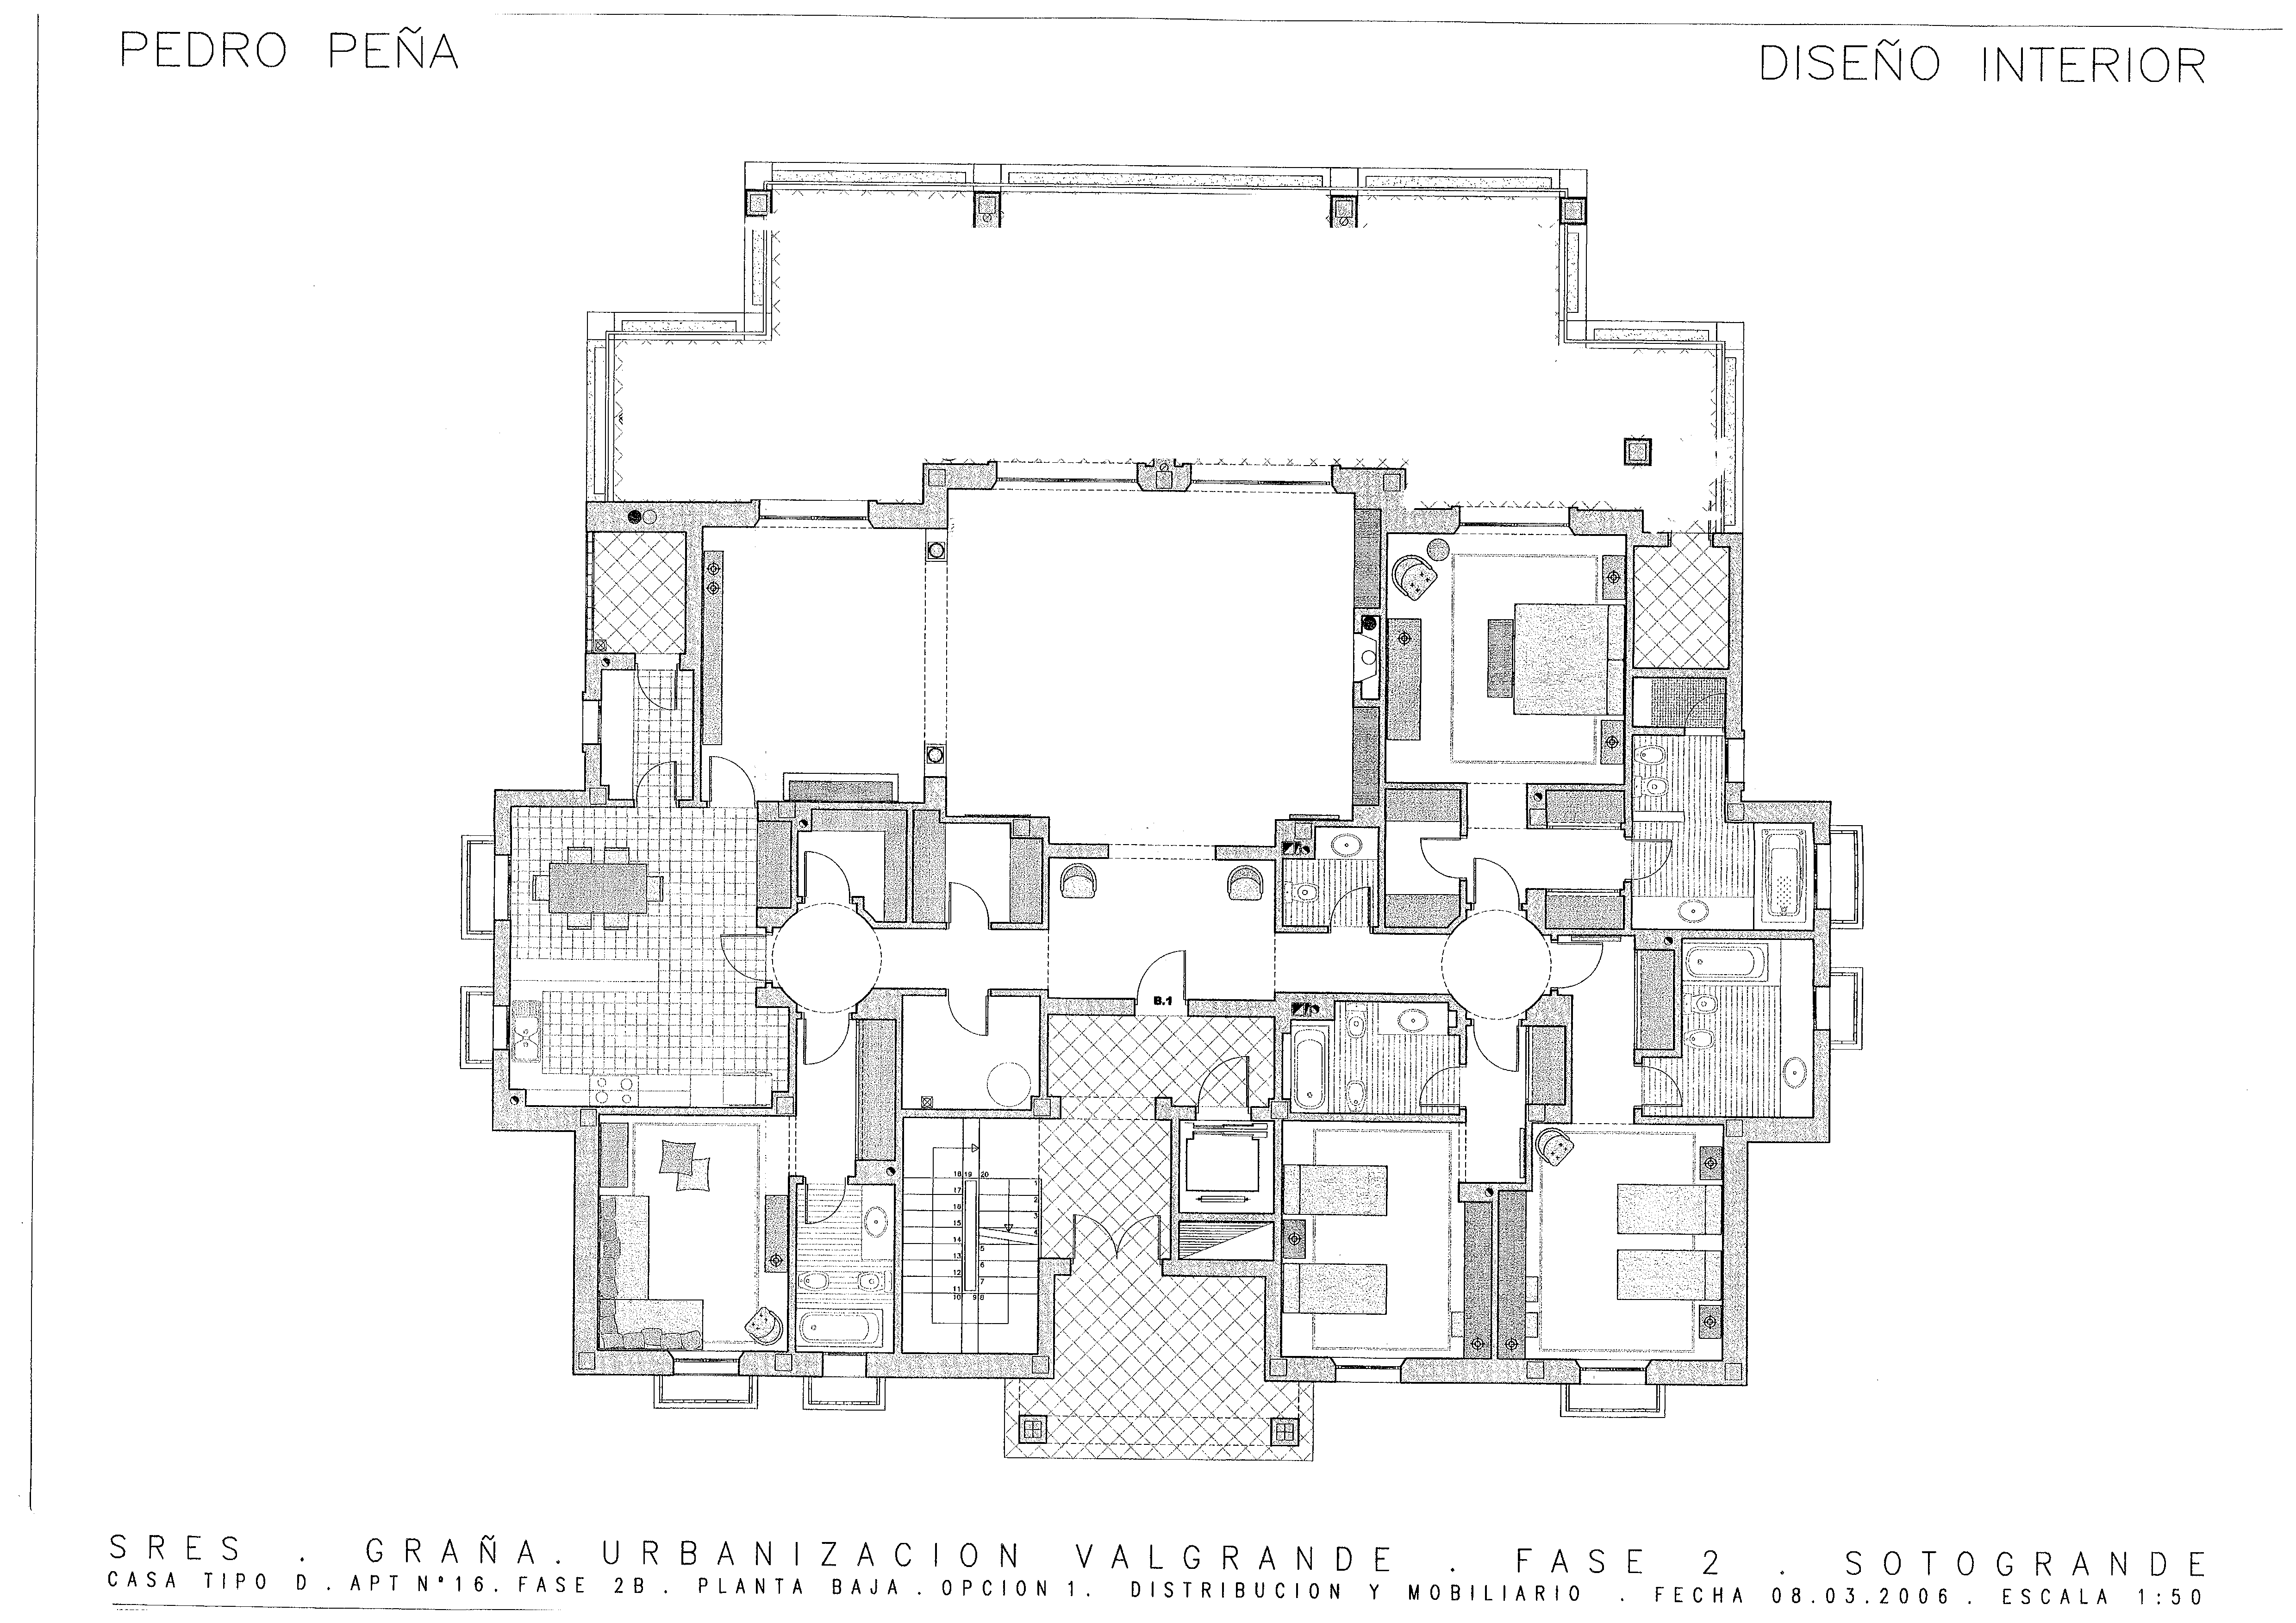 PEDRO PEÑA
DISEÑO INTERIOR
B.1
18 19 20
17
16
15
14
13
12
11
10 9 8
1
2
3
4
5
6
7
SRES . GRAÑA. URBANIZACION VALGRANDE . FASE 2 . SOTOGRANDE
CASA TIPO D . APT Nº16. FASE 2B . PLANTA BAJA . OPCION 1. DISTRIBUCION Y MOBILIARIO . FECHA 08.03.2006 . ESCALA 1:50